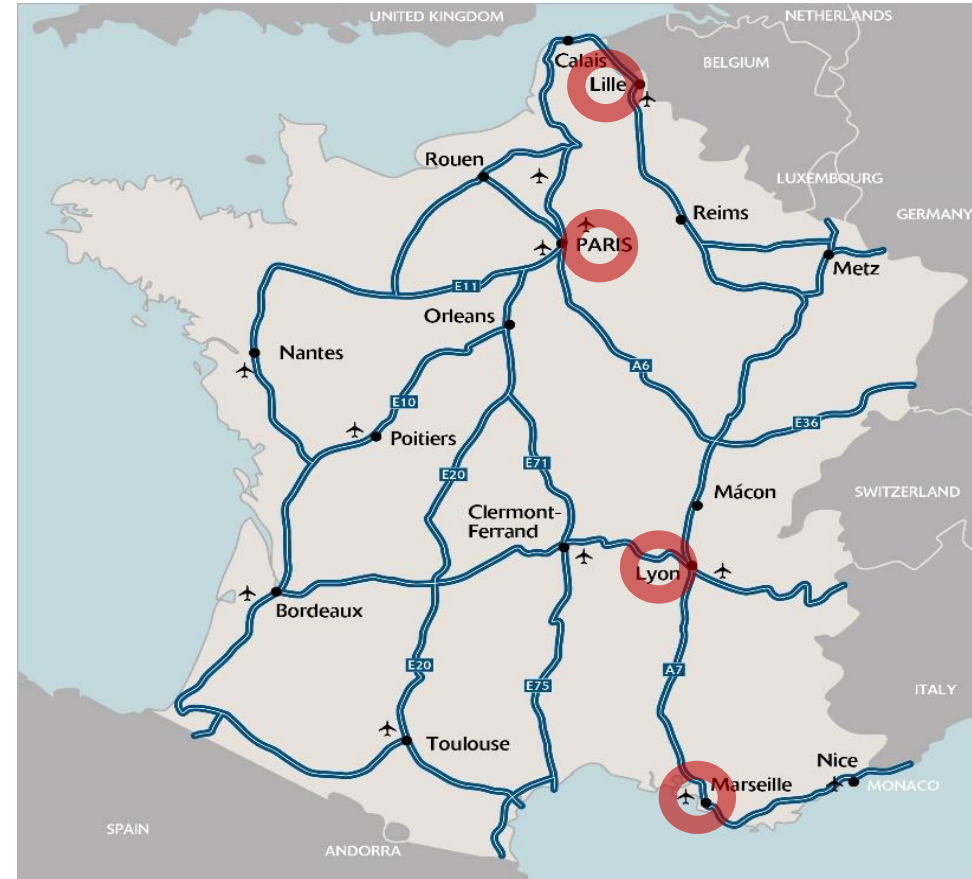 UNITED KINGDOM
NETHERLANDS
Calais
BELGIUM
Lille
Rouen
LUXEMBOURG
Reims
GERMANY
PARIS
Metz
E11
Orleans
Nantes
A6
E10
E36
Poitiers
E20
E71
Mácon
SWITZERLAND
Clermont-
Ferrand
Lyon
Bordeaux
E20
A7
E75
ITALY
Toulouse
Nice
Marseille
MONACO
SPAIN
ANDORRA